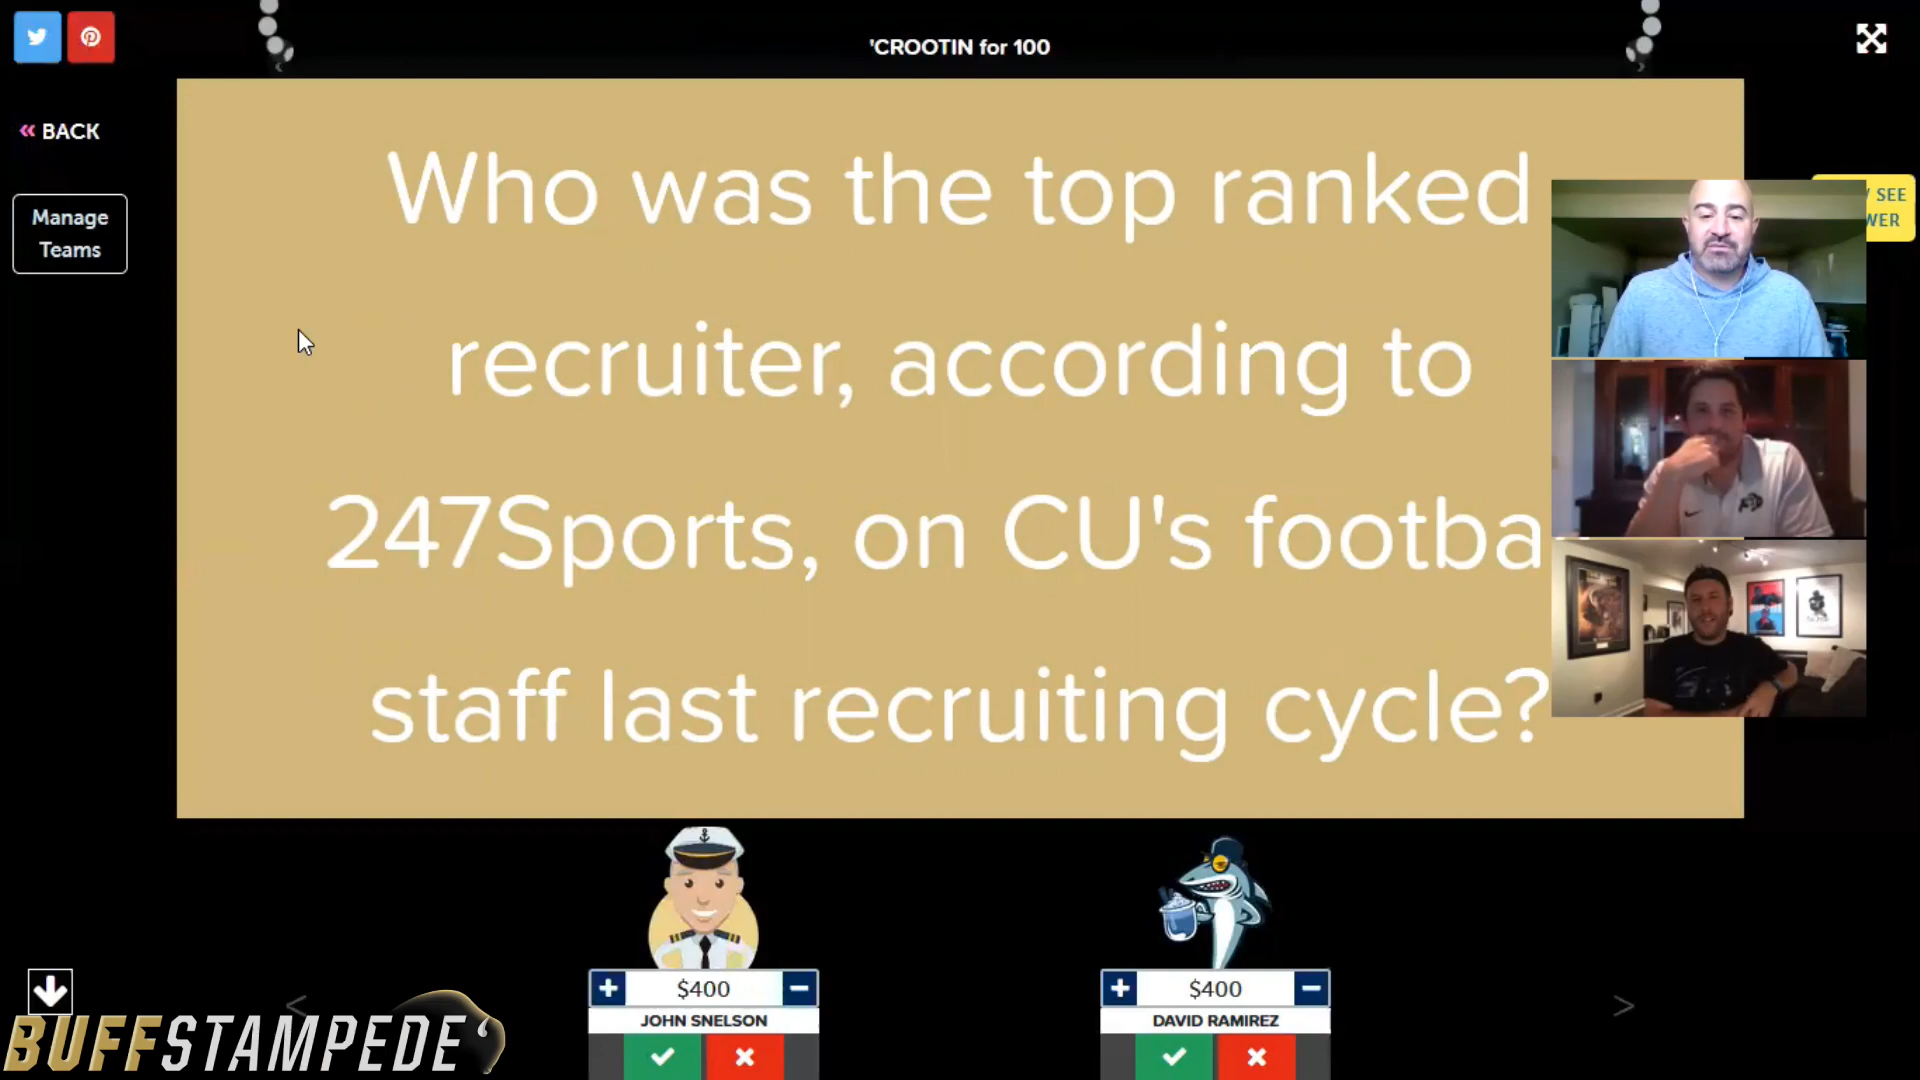 'CROOTIN for 100
BACK
Manage
Teams
Who was the top ranked
recruiter, according to
247Sports, on CU's footba
staff last recruiting cycle?
SEE
WER
$400
JOHN SNELSON
$400
DAVID RAMIREZ
BUFFSTAMPEDE